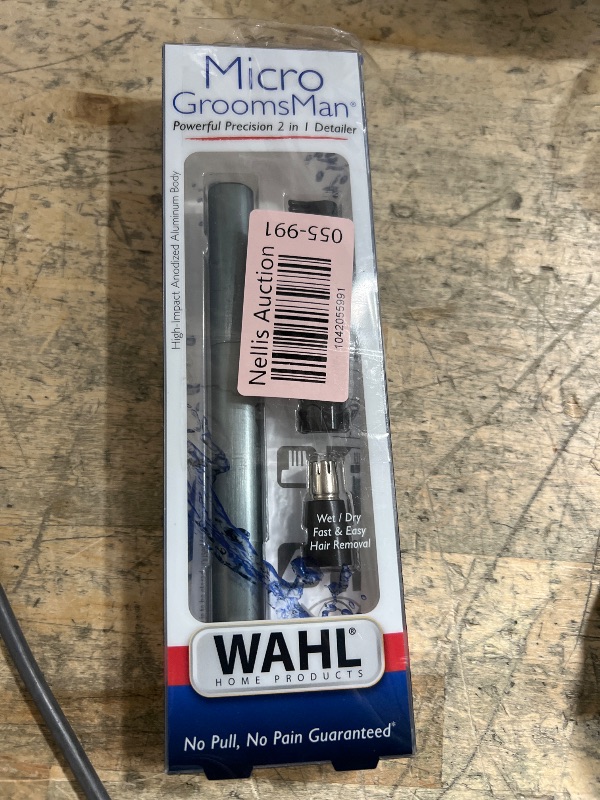 Micro
GroomsMan®
Powerful Precision 2 in 1 Detailer
High-Impact Anodized Aluminum Body
055-991
Nellis Auction
1042055991
Wet / Dry
Fast & Easy
Hair Removal
WAHL®
HOME PRODUCTS
No Pull, No Pain Guaranteed*